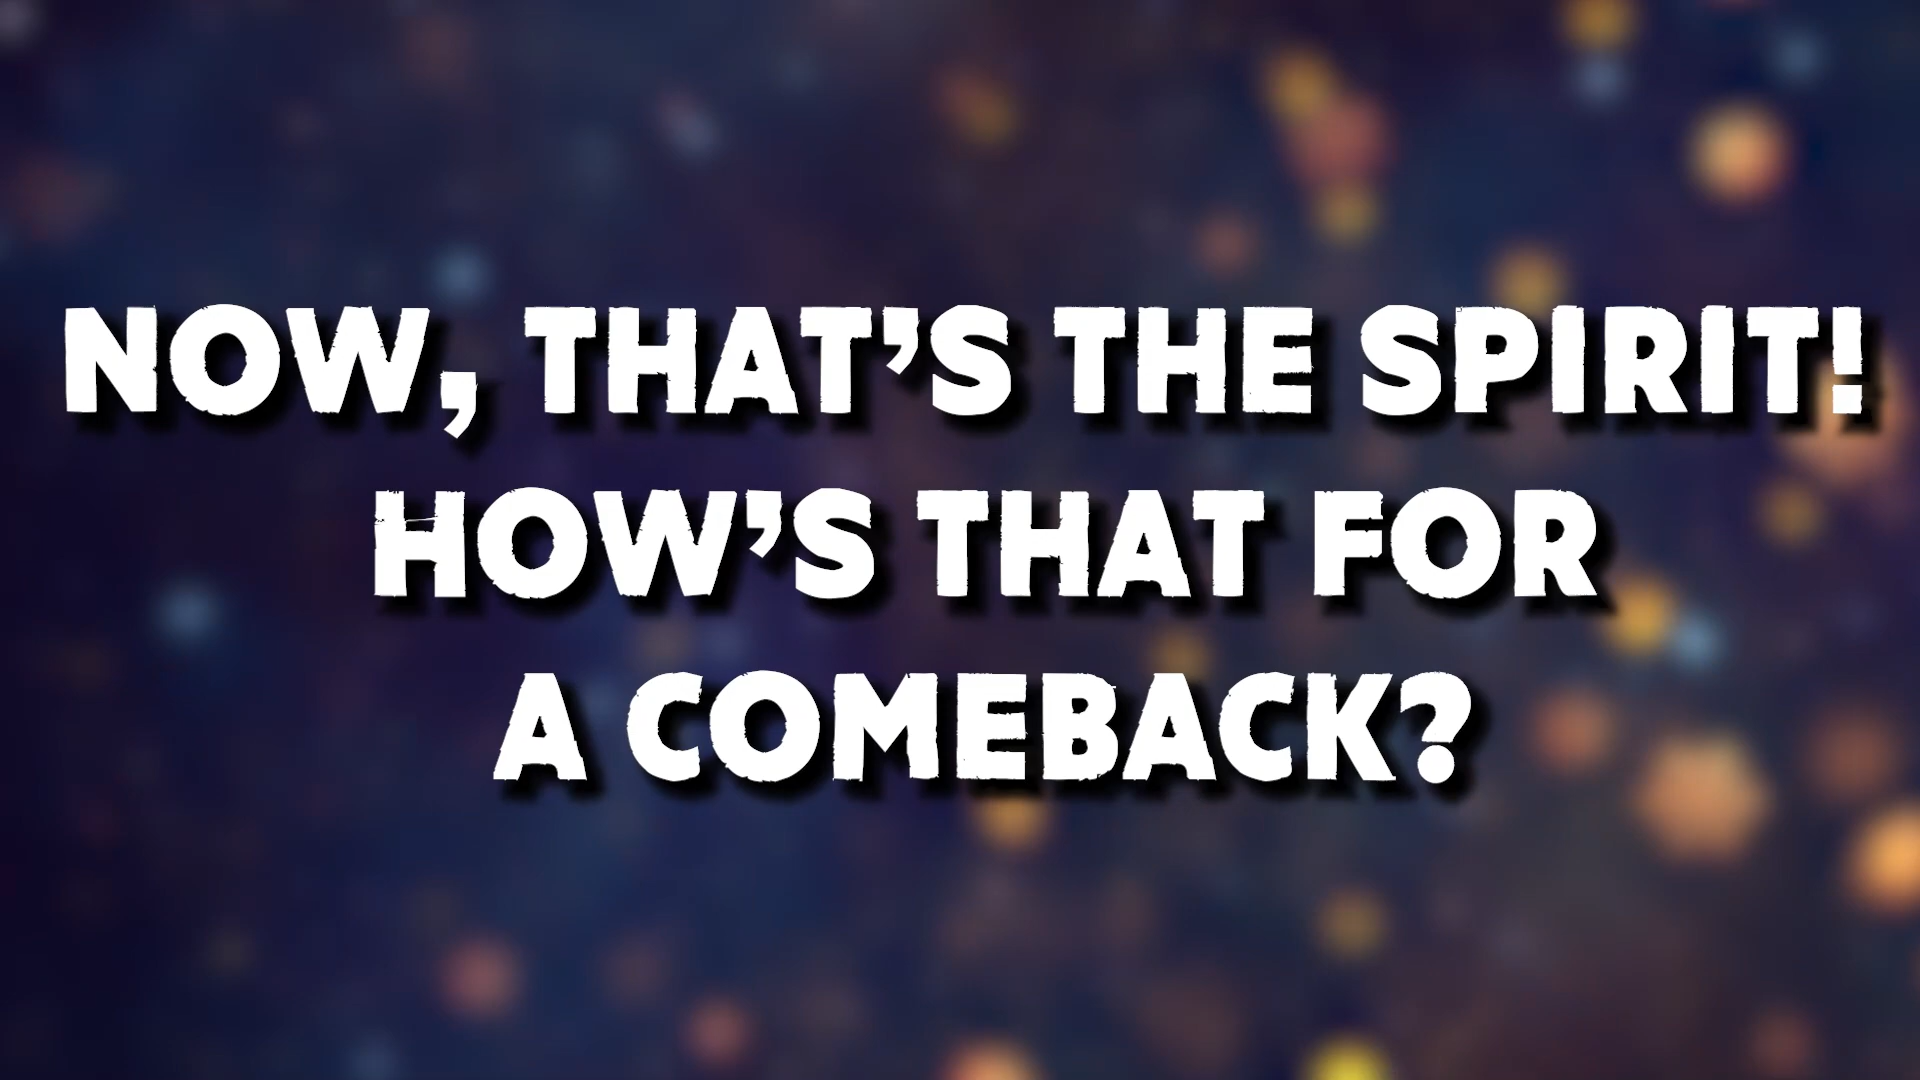 NOW, THAT’S THE SPIRIT!
HOW’S THAT FOR
A COMEBACK?